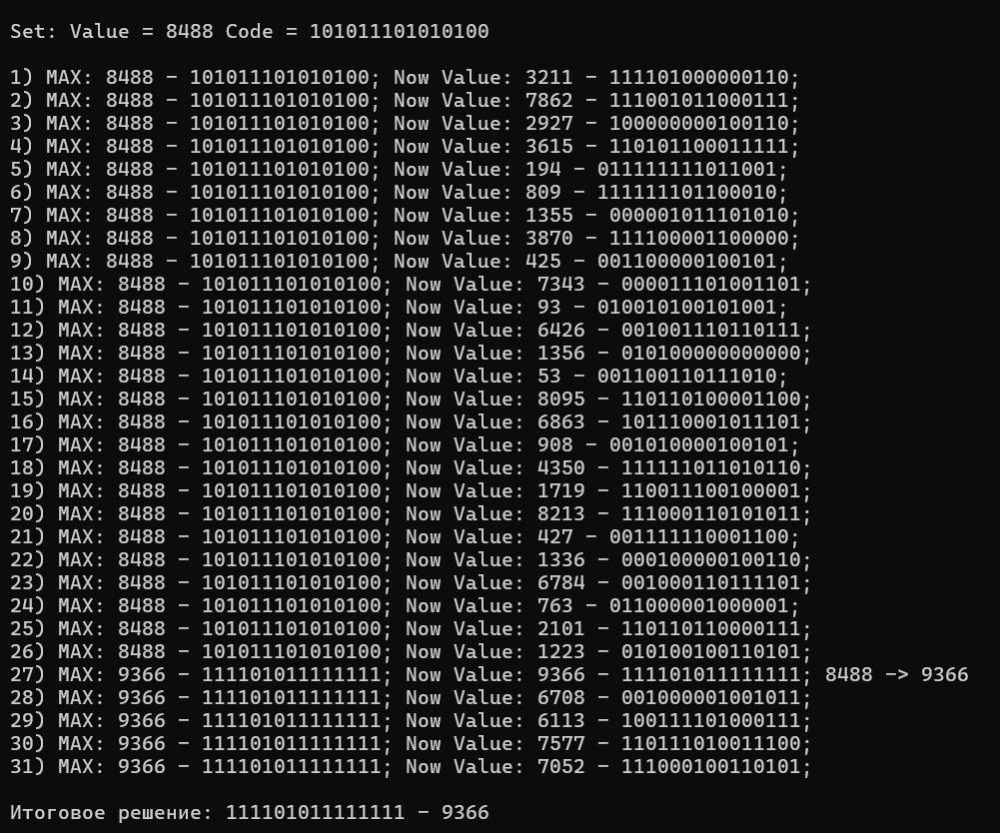 Set: Value = 8488 Code = 101011101010100
1) MAX: 8488 - 101011101010100; Now Value: 3211 - 111101000000110;
2) MAX: 8488 - 101011101010100; Now Value: 7862 - 111001011000111;
3) MAX: 8488 - 101011101010100; Now Value: 2927 - 100000000100110;
4) MAX: 8488 - 101011101010100; Now Value: 3615 - 110101100011111;
5) MAX: 8488 - 101011101010100; Now Value: 194 - 011111111011001;
6) MAX: 8488 - 101011101010100; Now Value: 809 - 111111101100010;
7) MAX: 8488 - 101011101010100; Now Value: 1355 - 000001011101010;
8) MAX: 8488 - 101011101010100; Now Value: 3870 - 111100001100000;
9) MAX: 8488 - 101011101010100; Now Value: 425 - 001100000100101;
10) MAX: 8488 - 101011101010100; Now Value: 7343 - 000011101001101;
11) MAX: 8488 - 101011101010100; Now Value: 93 - 010010100101001;
12) MAX: 8488 - 101011101010100; Now Value: 6426 - 001001110110111;
13) MAX: 8488 - 101011101010100; Now Value: 1356 - 010100000000000;
14) MAX: 8488 - 101011101010100; Now Value: 53 - 001100110111010;
15) MAX: 8488 - 101011101010100; Now Value: 8095 - 110110100001100;
16) MAX: 8488 - 101011101010100; Now Value: 6863 - 101110001011101;
17) MAX: 8488 - 101011101010100; Now Value: 908 - 001010000100101;
18) MAX: 8488 - 101011101010100; Now Value: 4350 - 111111011010110;
19) MAX: 8488 - 101011101010100; Now Value: 1719 - 110011100100001;
20) MAX: 8488 - 101011101010100; Now Value: 8213 - 111000110101011;
21) MAX: 8488 - 101011101010100; Now Value: 427 - 001111110001100;
22) MAX: 8488 - 101011101010100; Now Value: 1336 - 000100000100110;
23) MAX: 8488 - 101011101010100; Now Value: 6784 - 001000110111101;
24) MAX: 8488 - 101011101010100; Now Value: 763 - 011000001000001;
25) MAX: 8488 - 101011101010100; Now Value: 2101 - 110110110000111;
26) MAX: 8488 - 101011101010100; Now Value: 1223 - 010100100110101;
27) MAX: 9366 - 111101011111111; Now Value: 9366 - 111101011111111; 8488 -> 9366
28) MAX: 9366 - 111101011111111; Now Value: 6708 - 001000001001011;
29) MAX: 9366 - 111101011111111; Now Value: 6113 - 100111101000111;
30) MAX: 9366 - 111101011111111; Now Value: 7577 - 110111010011100;
31) MAX: 9366 - 111101011111111; Now Value: 7052 - 111000100110101;
Итоговое решение: 111101011111111 - 9366